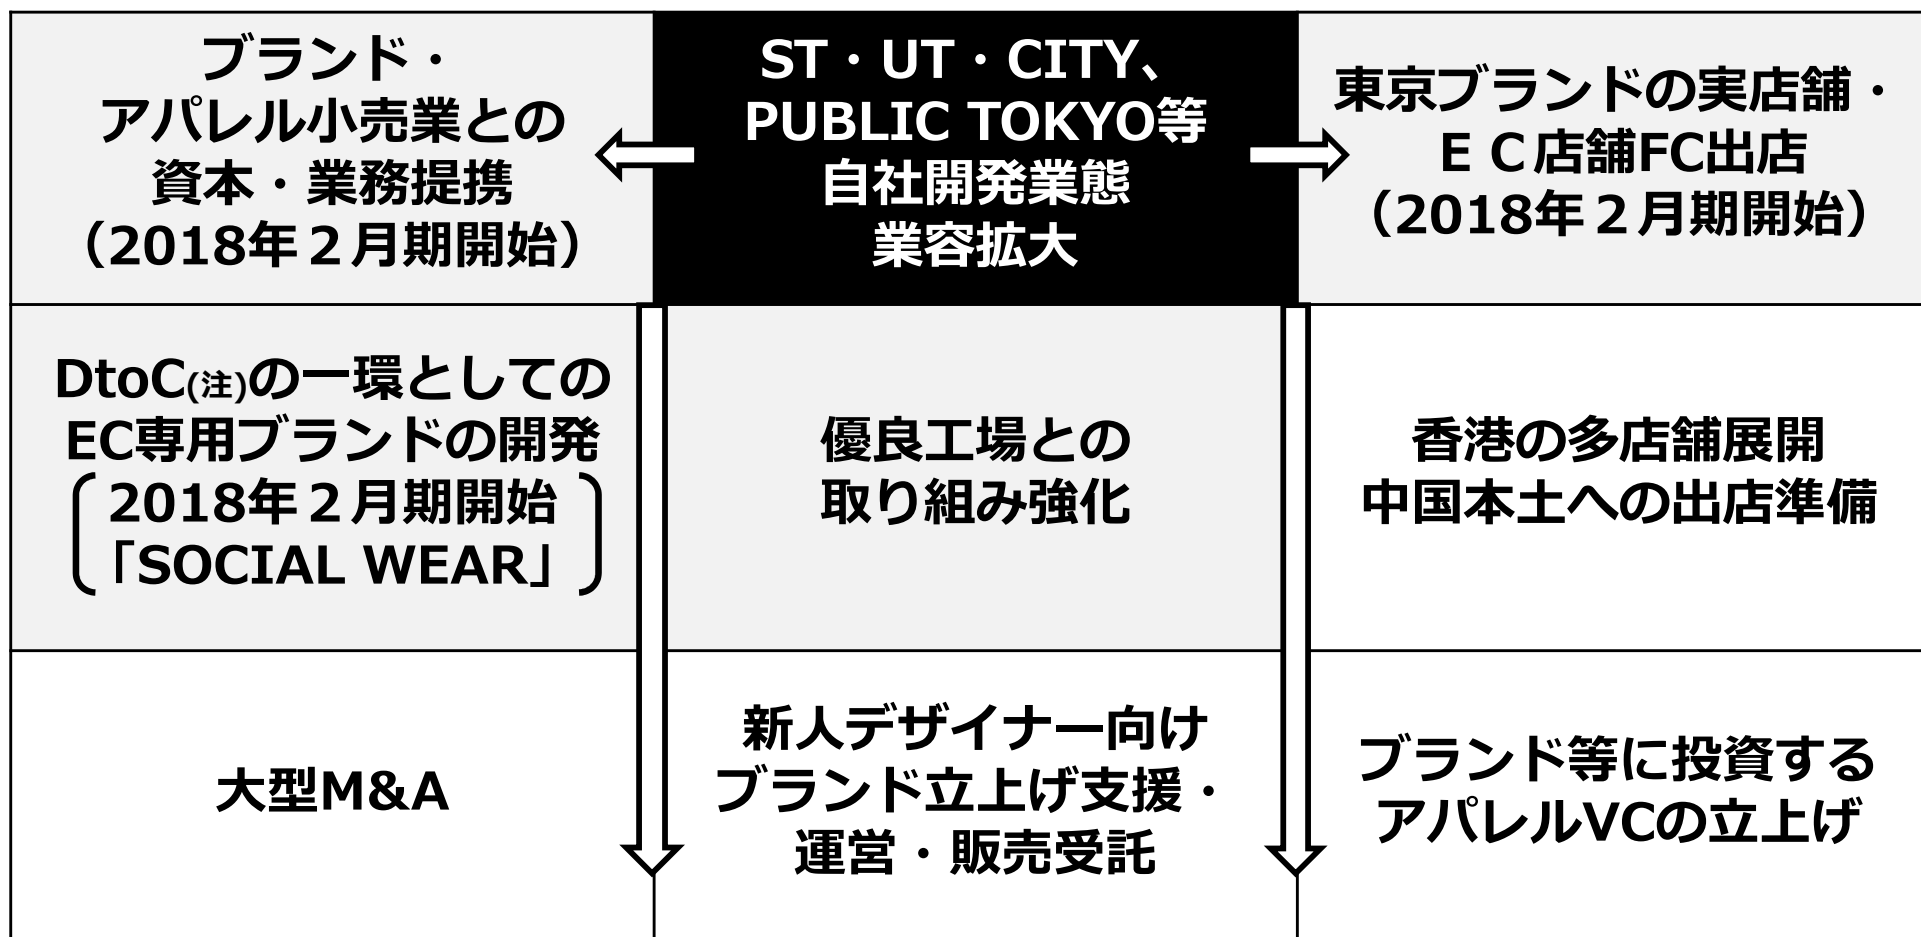 ブランド・
アパレル小売業との
資本・業務提携
（2018年２月期開始）
ST・UT・CITY、
PUBLIC TOKYO等
自社開発業態
業容拡大
東京ブランドの実店舗・
ＥＣ店舗FC出店
（2018年２月期開始）
DtoC(注)の一環としての
EC専用ブランドの開発
2018年２月期開始
「SOCIAL WEAR」
優良工場との
取り組み強化
香港の多店舗展開
中国本土への出店準備
大型M&A
新人デザイナー向け
ブランド立上げ支援・
運営・販売受託
ブランド等に投資する
アパレルVCの立上げ